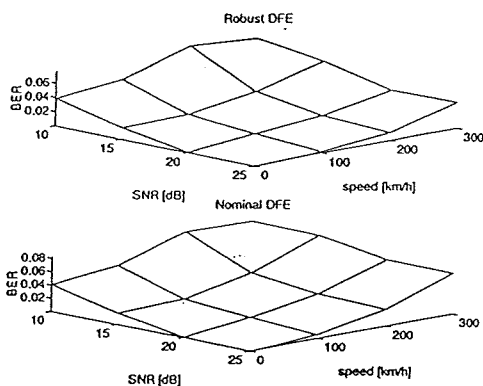 Robust DFE
BER
0.06
0.04
0.02
10
15
20
25
0
100
200
300
SNR [dB]
speed [km/h]
Nominal DFE
BER
0.08
0.06
0.04
0.02
10
15
20
25
0
100
200
300
SNR [dB]
speed [km/h]